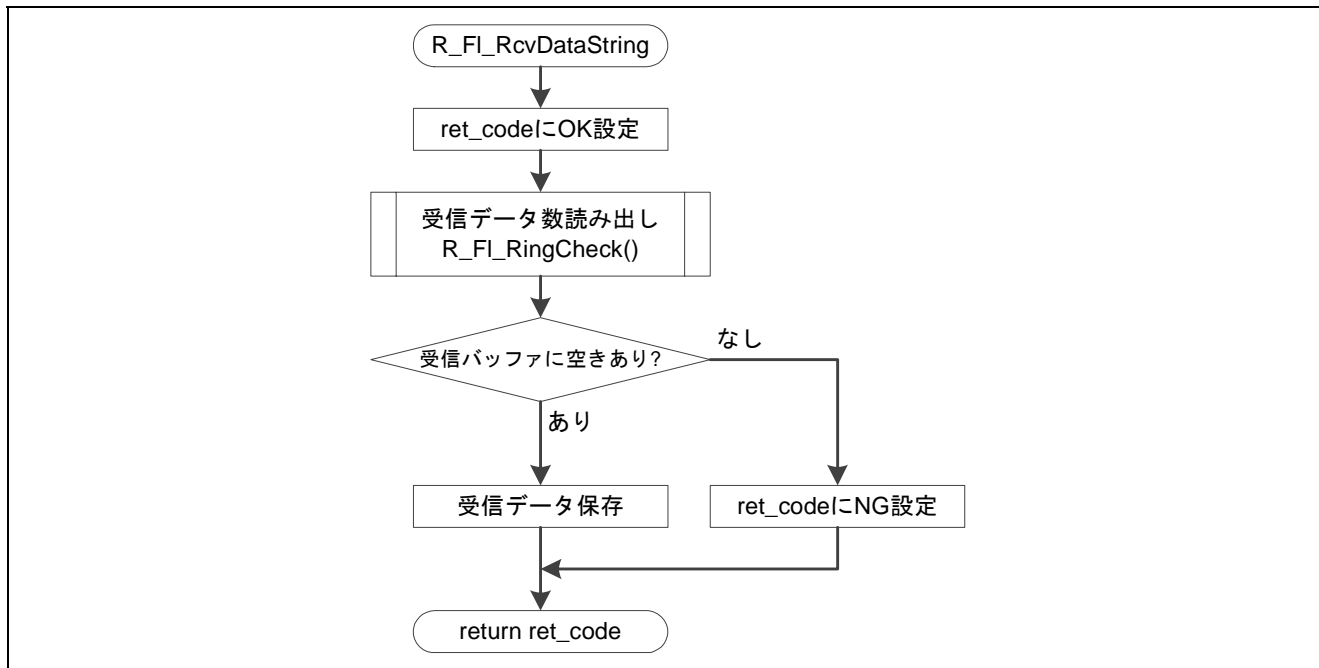 R_Fl_RcvDataString
ret_codeにOK設定
受信データ数読み出し
R_Fl_RingCheck()
受信バッファに空きあり?
なし
あり
受信データ保存
ret_codeにNG設定
return ret_code